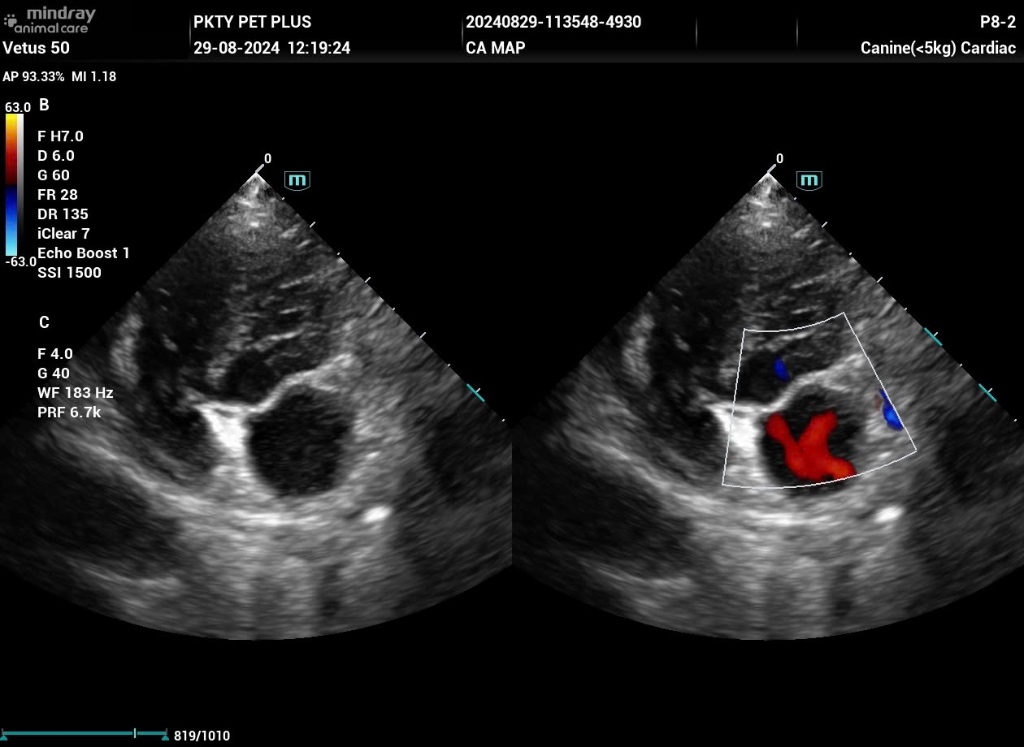 mindray
animal care
PKTY PET PLUS
20240829-113548-4930
P8-2
Vetus 50
29-08-2024 12:19:24
CA MAP
Canine(<5kg) Cardiac
AP 93.33% MI 1.18
63.0
B
F H7.0
D 6.0
G 60
FR 28
DR 135
iClear 7
Echo Boost 1
-63.0
SSI 1500
C
F 4.0
G 40
WF 183 Hz
PRF 6.7k
0
m
0
m
819/1010